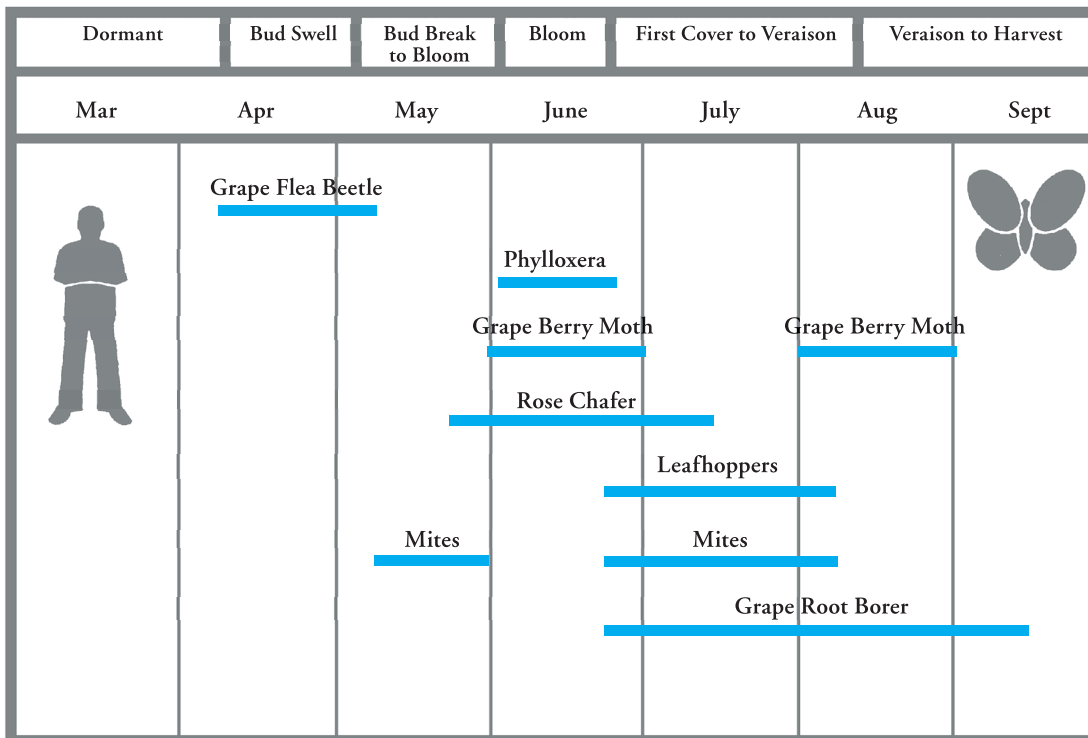 Dormant
Bud Swell
Bud Break
to Bloom
Bloom
First Cover to Veraison
Veraison to Harvest
Mar
Apr
May
June
July
Aug
Sept
Grape Flea Beetle
Phylloxera
Grape Berry Moth
Grape Berry Moth
Rose Chafer
Leafhoppers
Mites
Mites
Grape Root Borer